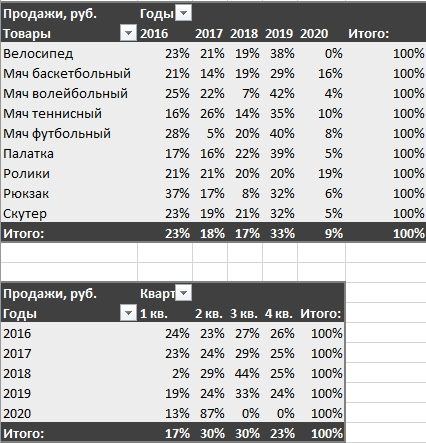 Продажи, руб. Годы
Товары 2016 2017 2018 2019 2020 Итого:
Велосипед 23% 21% 19% 38% 0% 100%
Мяч баскетбольный 21% 14% 19% 29% 16% 100%
Мяч волейбольный 25% 22% 7% 42% 4% 100%
Мяч теннисный 16% 26% 14% 35% 10% 100%
Мяч футбольный 28% 5% 20% 40% 8% 100%
Палатка 17% 16% 22% 39% 5% 100%
Ролики 21% 21% 20% 20% 19% 100%
Рюкзак 37% 17% 8% 32% 6% 100%
Скутер 23% 19% 21% 32% 5% 100%
Итого: 23% 18% 17% 33% 9% 100%
Продажи, руб. Кварт
Годы 1 кв. 2 кв. 3 кв. 4 кв. Итого:
2016 24% 23% 27% 26% 100%
2017 23% 24% 29% 25% 100%
2018 2% 29% 44% 25% 100%
2019 19% 24% 33% 24% 100%
2020 13% 87% 0% 0% 100%
Итого: 17% 30% 30% 23% 100%